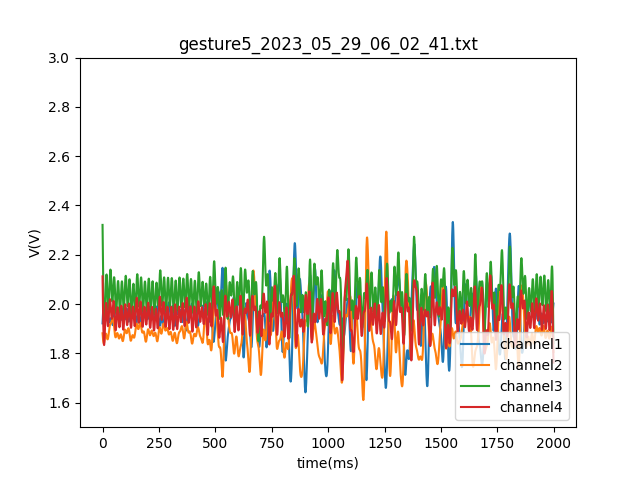 gesture5_2023_05_29_06_02_41.txt
3.0
2.8
2.6
2.4
2.2
2.0
1.8
1.6
V(V)
channel1
channel2
channel3
channel4
0 250 500 750 1000 1250 1500 1750 2000
time(ms)